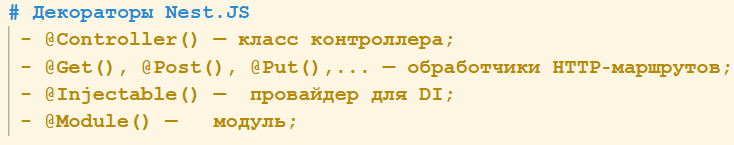 # Декораторы Nest.JS
- @Controller() — класс контроллера;
- @Get(), @Post(), @Put(),... — обработчики HTTP-маршрутов;
- @Injectable() —  провайдер для DI;
- @Module() —   модуль;